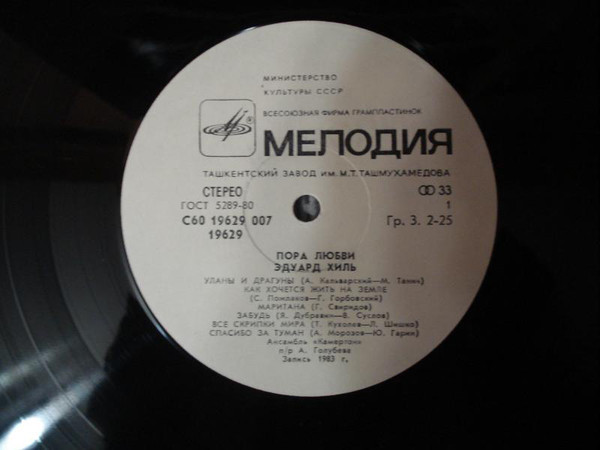 МИНИСТЕРСТВО
КУЛЬТУРЫ СССР
ВСЕСОЮЗНАЯ ФИРМА ГРАМПЛАСТИНОК
® МЕЛОДИЯ
ТАШКЕНТСКИЙ ЗАВОД ИМ. М.Т.ТАШМУХАМЕДОВА
СТЕРЕО 33
ГОСТ 5289-80 1
С60 19629 007 Гр. 3. 2-25
19629
ПОРА ЛЮБВИ
ЭДУАРД ХИЛЬ
УЛАНЫ И ДРАГУНЫ (А. Кальварский—М. Танич)
КАК ХОЧЕТСЯ ЖИТЬ НА ЗЕМЛЕ
(С. Пожлаков—Г. Горбовский)
МАРИТАНА (Г. Свиридов)
ЗАБУДЬ (Я. Дубравин—В. Суслов)
ВСЕ СКРИПКИ МИРА (Т. Кухалев—Л. Шишко)
СПАСИБО ЗА ТУМАН (А. Морозов—Ю. Гарин)
Ансамбль «Камертон»
п/р А. Голубева
Запись 1983 г.